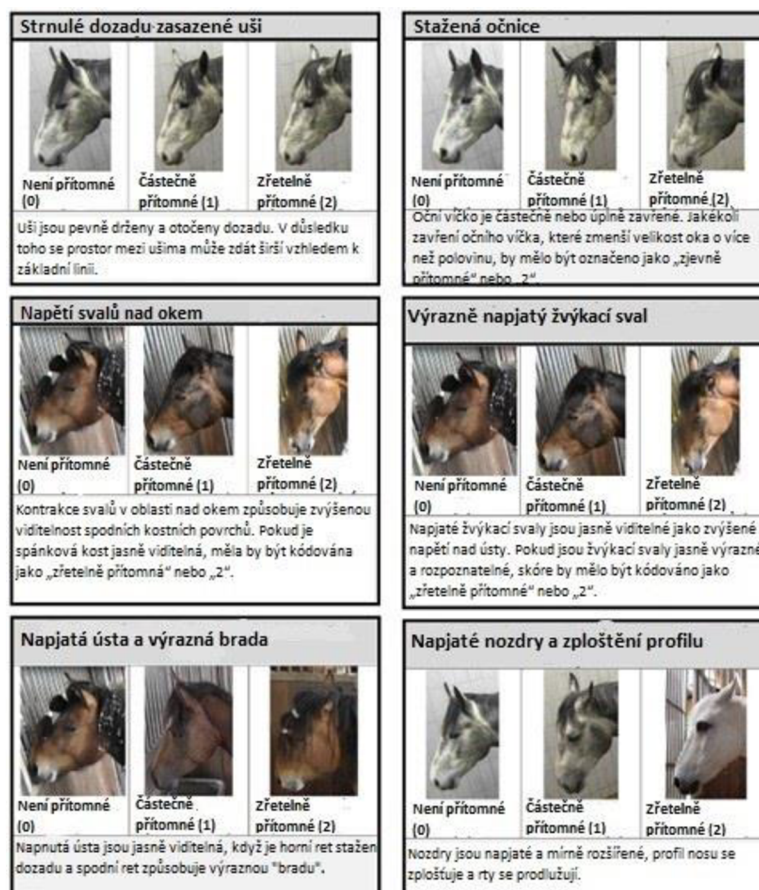 Strnulé dozadu zasazené uši
Není přítomné
(0)
Částečně
přítomné (1)
Zřetelně
přítomné (2)
Uši jsou pevně drženy a otočeny dozadu. V důsledku
toho se prostor mezi ušima může zdát širší vzhledem k
základní linii.
Stažená očnice
Není přítomné
(0)
Částečně
přítomné (1)
Zřetelně
přítomné (2)
Oční víčko je částečně nebo úplně zavřené. Jakékoli
zavření očního víčka, které zmenší velikost oka o více
než polovinu, by mělo být označeno jako „zjevně
přítomné“ nebo „2“.
Napětí svalů nad okem
Není přítomné
(0)
Částečně
přítomné (1)
Zřetelně
přítomné (2)
Kontrakce svalů v oblasti nad okem způsobuje zvýšenou
viditelnost spodních kostních povrchů. Pokud je
spánková kost jasně viditelná, měla by být kódována
jako „zřetelně přítomná“ nebo „2“.
Výrazně napjatý žvýkací sval
Není přítomné
(0)
Částečně
přítomné (1)
Zřetelně
přítomné (2)
Napjaté žvýkací svaly jsou jasně viditelné jako zvýšené
napětí nad ústy. Pokud jsou žvýkací svaly jasně výrazné
a rozpoznatelné, skóre by mělo být kódováno jako
„zřetelně přítomné“ nebo „2“.
Napjatá ústa a výrazná brada
Není přítomné
(0)
Částečně
přítomné (1)
Zřetelně
přítomné (2)
Napnutá ústa jsou jasně viditelná, když je horní ret stažen
dozadu a spodní ret způsobuje výraznou "bradu".
Napjaté nozdry a zploštění profilu
Není přítomné
(0)
Částečně
přítomné (1)
Zřetelně
přítomné (2)
Nozdry jsou napjaté a mírně rozšířené, profil nosu se
zplošťuje a rty se prodlužují.